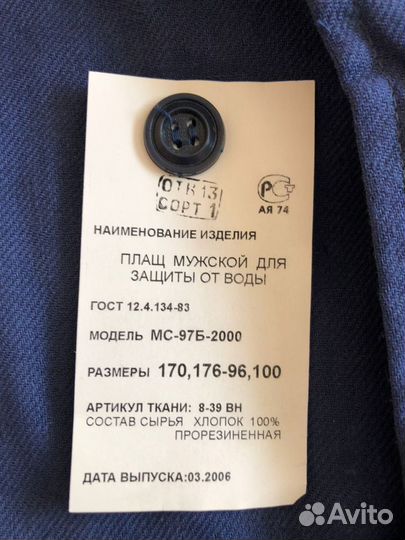 ОТК 13
СОРТ 1
РСТ
АЯ 74
НАИМЕНОВАНИЕ ИЗДЕЛИЯ
ПЛАЩ МУЖСКОЙ ДЛЯ
ЗАЩИТЫ ОТ ВОДЫ
ГОСТ 12.4.134-83
МОДЕЛЬ МС-97Б-2000
РАЗМЕРЫ 170,176-96,100
АРТИКУЛ ТКАНИ: 8-39 ВН
СОСТАВ СЫРЬЯ ХЛОПОК 100%
ПРОРЕЗИНЕННАЯ
ДАТА ВЫПУСКА:03.2006
Avito